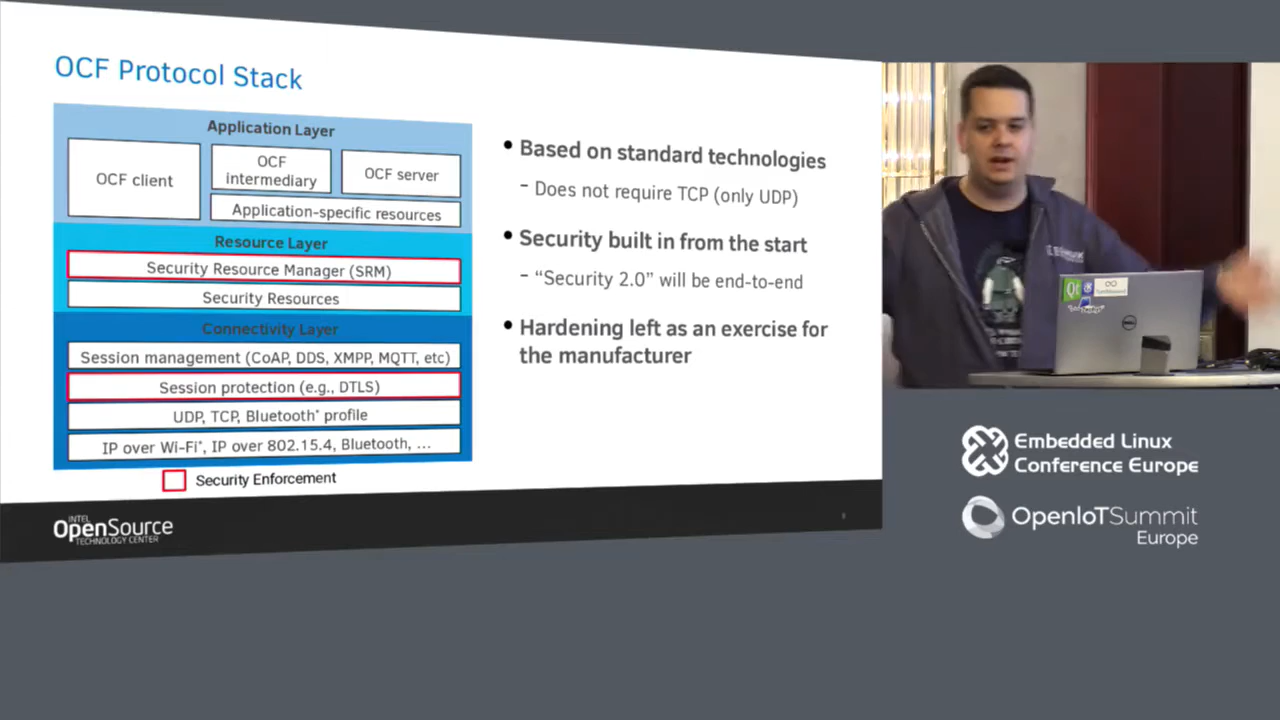 OCF Protocol Stack
Application Layer
OCF client
OCF
intermediary
OCF server
Application-specific resources
Resource Layer
Security Resource Manager (SRM)
Security Resources
Connectivity Layer
Session management (CoAP, DDS, XMPP, MQTT, etc)
Session protection (e.g., DTLS)
UDP, TCP, Bluetooth* profile
IP over Wi-Fi*, IP over 802.15.4, Bluetooth, …
Security Enforcement
• Based on standard technologies
– Does not require TCP (only UDP)
• Security built in from the start
– “Security 2.0” will be end-to-end
• Hardening left as an exercise for
the manufacturer
INTEL
OpenSource
TECHNOLOGY CENTER
Qt
DELL
Embedded Linux
Conference Europe
OpenIoTSummit
Europe